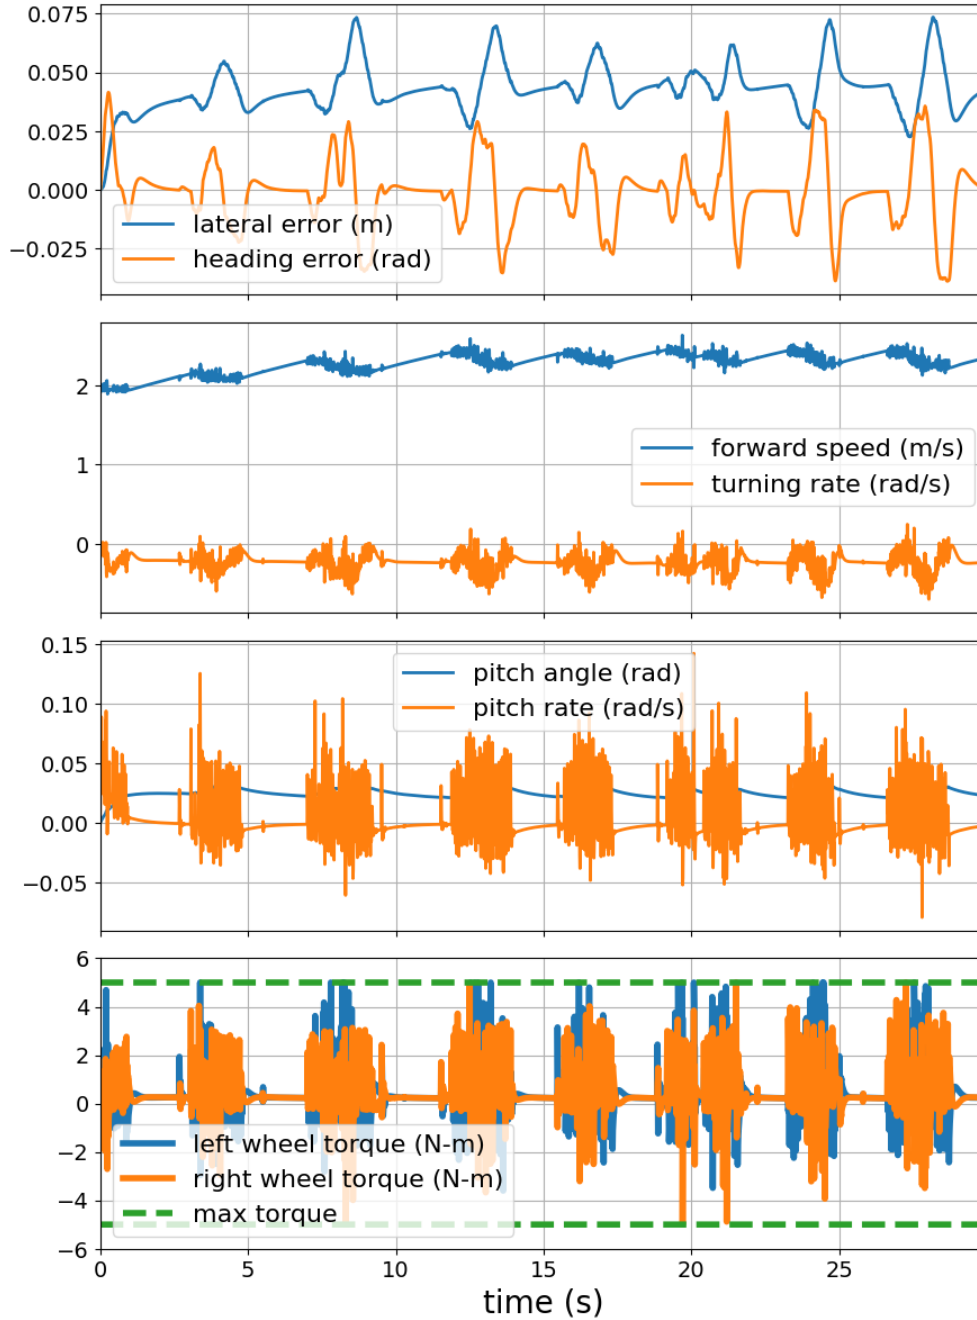 0.075
0.050
0.025
0.000
−0.025
lateral error (m)
heading error (rad)
2
1
0
forward speed (m/s)
turning rate (rad/s)
0.15
0.10
0.05
0.00
−0.05
pitch angle (rad)
pitch rate (rad/s)
6
4
2
0
−2
−4
−6
left wheel torque (N-m)
right wheel torque (N-m)
max torque
0 5 10 15 20 25
time (s)